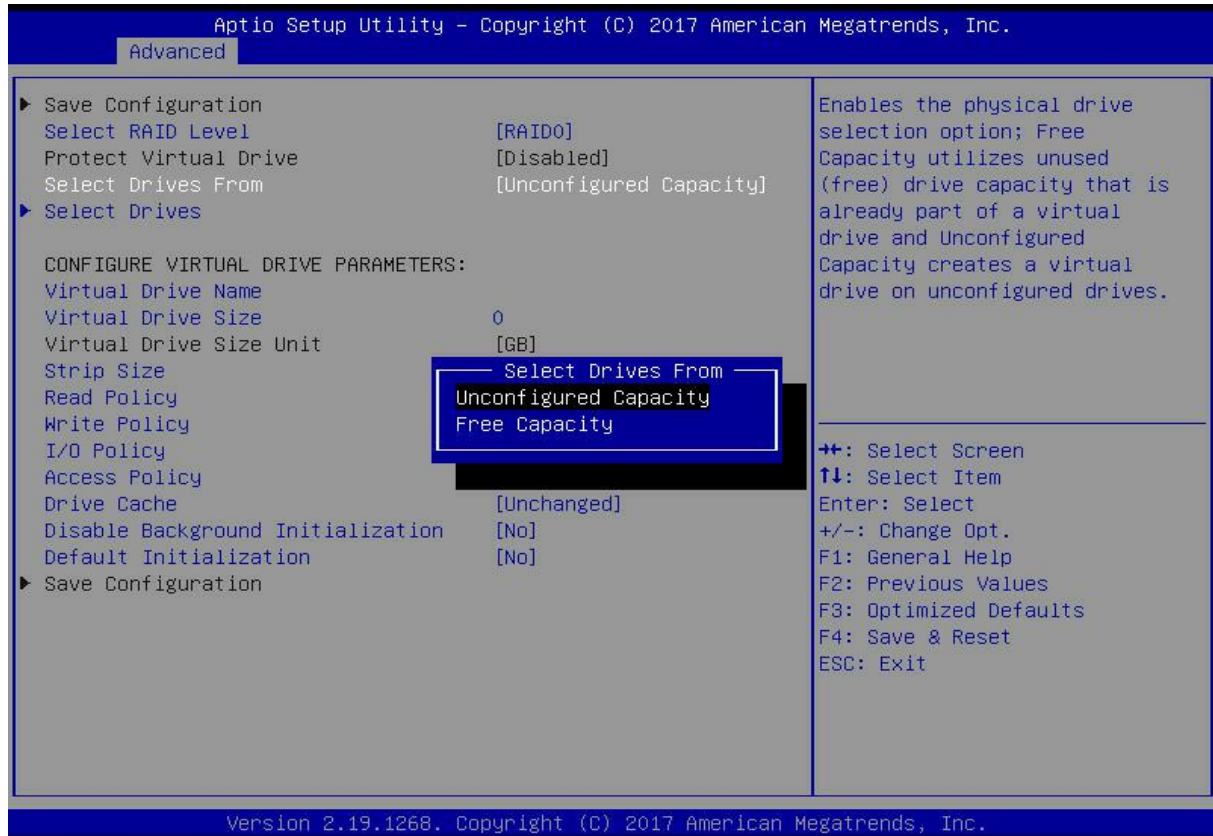 Aptio Setup Utility – Copyright (C) 2017 American Megatrends, Inc.
Advanced
Save Configuration
Select RAID Level [RAID0]
Protect Virtual Drive [Disabled]
Select Drives From [Unconfigured Capacity]
Select Drives
CONFIGURE VIRTUAL DRIVE PARAMETERS:
Virtual Drive Name
Virtual Drive Size 0
Virtual Drive Size Unit [GB]
Strip Size
Read Policy
Write Policy
I/O Policy
Access Policy
Drive Cache [Unchanged]
Disable Background Initialization [No]
Default Initialization [No]
Save Configuration
Select Drives From
Unconfigured Capacity
Free Capacity
Enables the physical drive
selection option; Free
Capacity utilizes unused
(free) drive capacity that is
already part of a virtual
drive and Unconfigured
Capacity creates a virtual
drive on unconfigured drives.
→←: Select Screen
↑↓: Select Item
Enter: Select
+/-: Change Opt.
F1: General Help
F2: Previous Values
F3: Optimized Defaults
F4: Save & Reset
ESC: Exit
Version 2.19.1268. Copyright (C) 2017 American Megatrends, Inc.